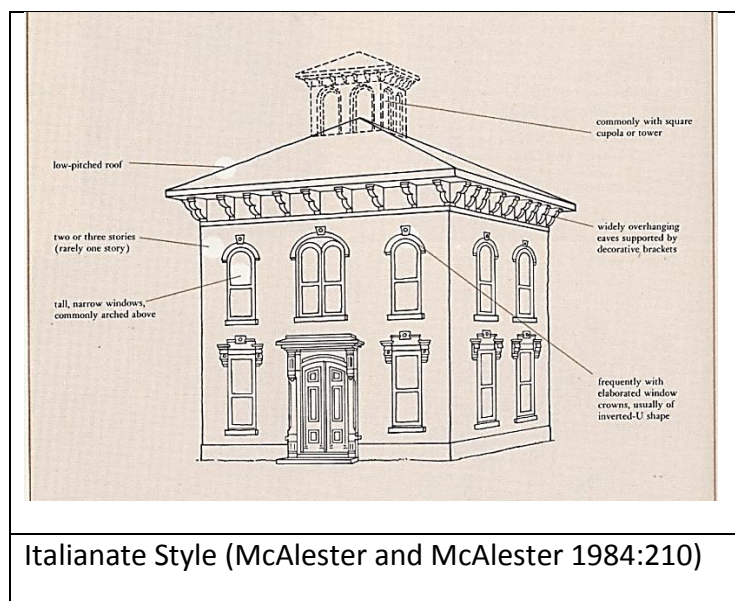 commonly with square
cupola or tower
low-pitched roof
two or three stories
(rarely one story)
widely overhanging
eaves supported by
decorative brackets
tall, narrow windows,
commonly arched above
frequently with
elaborated window
crowns, usually of
inverted-U shape
Italianate Style (McAlester and McAlester 1984:210)